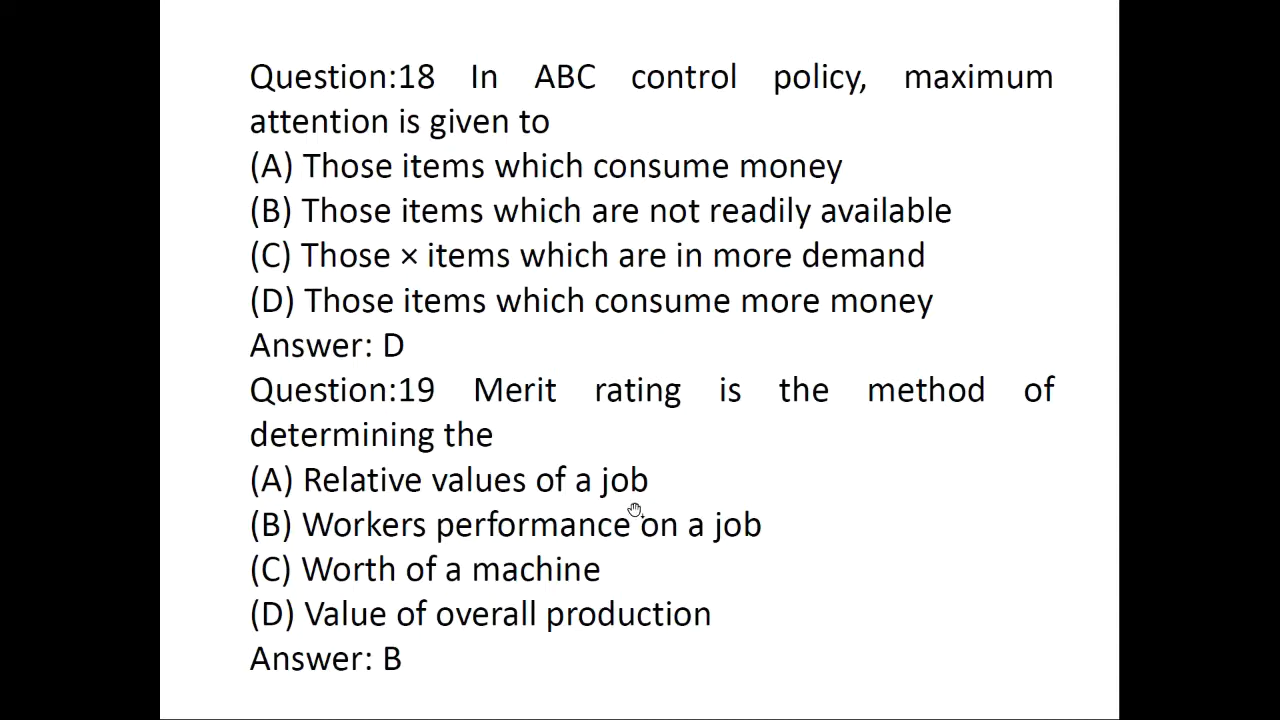 Question:18 In ABC control policy, maximum
attention is given to
(A) Those items which consume money
(B) Those items which are not readily available
(C) Those × items which are in more demand
(D) Those items which consume more money
Answer: D
Question:19 Merit rating is the method of
determining the
(A) Relative values of a job
(B) Workers performance on a job
(C) Worth of a machine
(D) Value of overall production
Answer: B